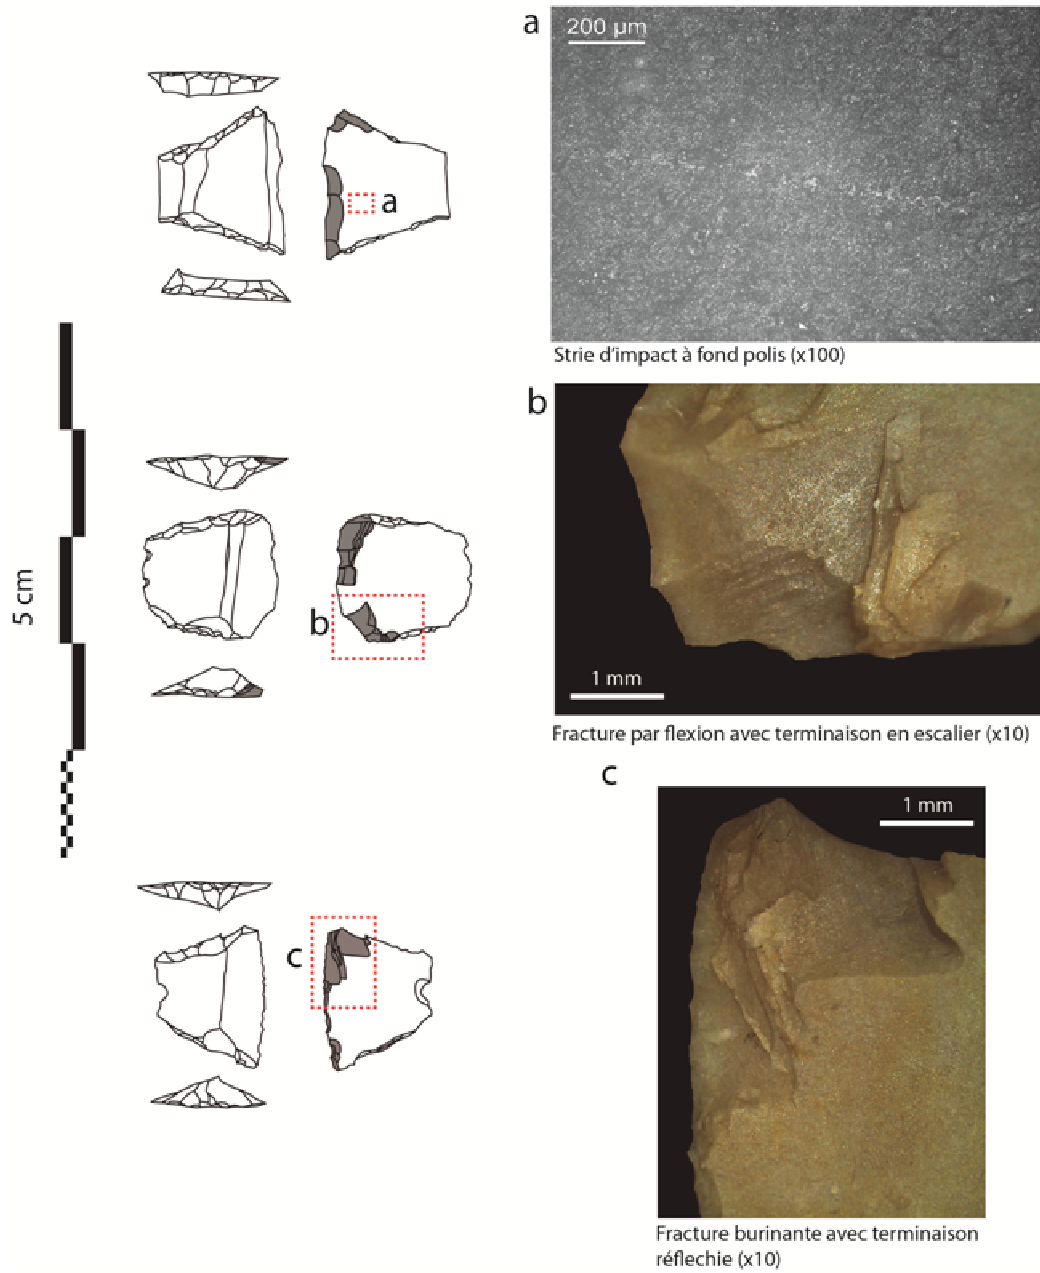 a
200 µm
a
Strie d'impact à fond polis (x100)
b
1 mm
b
5 cm
Fracture par flexion avec terminaison en escalier (x10)
c
1 mm
c
Fracture burinante avec terminaison
réflechie (x10)